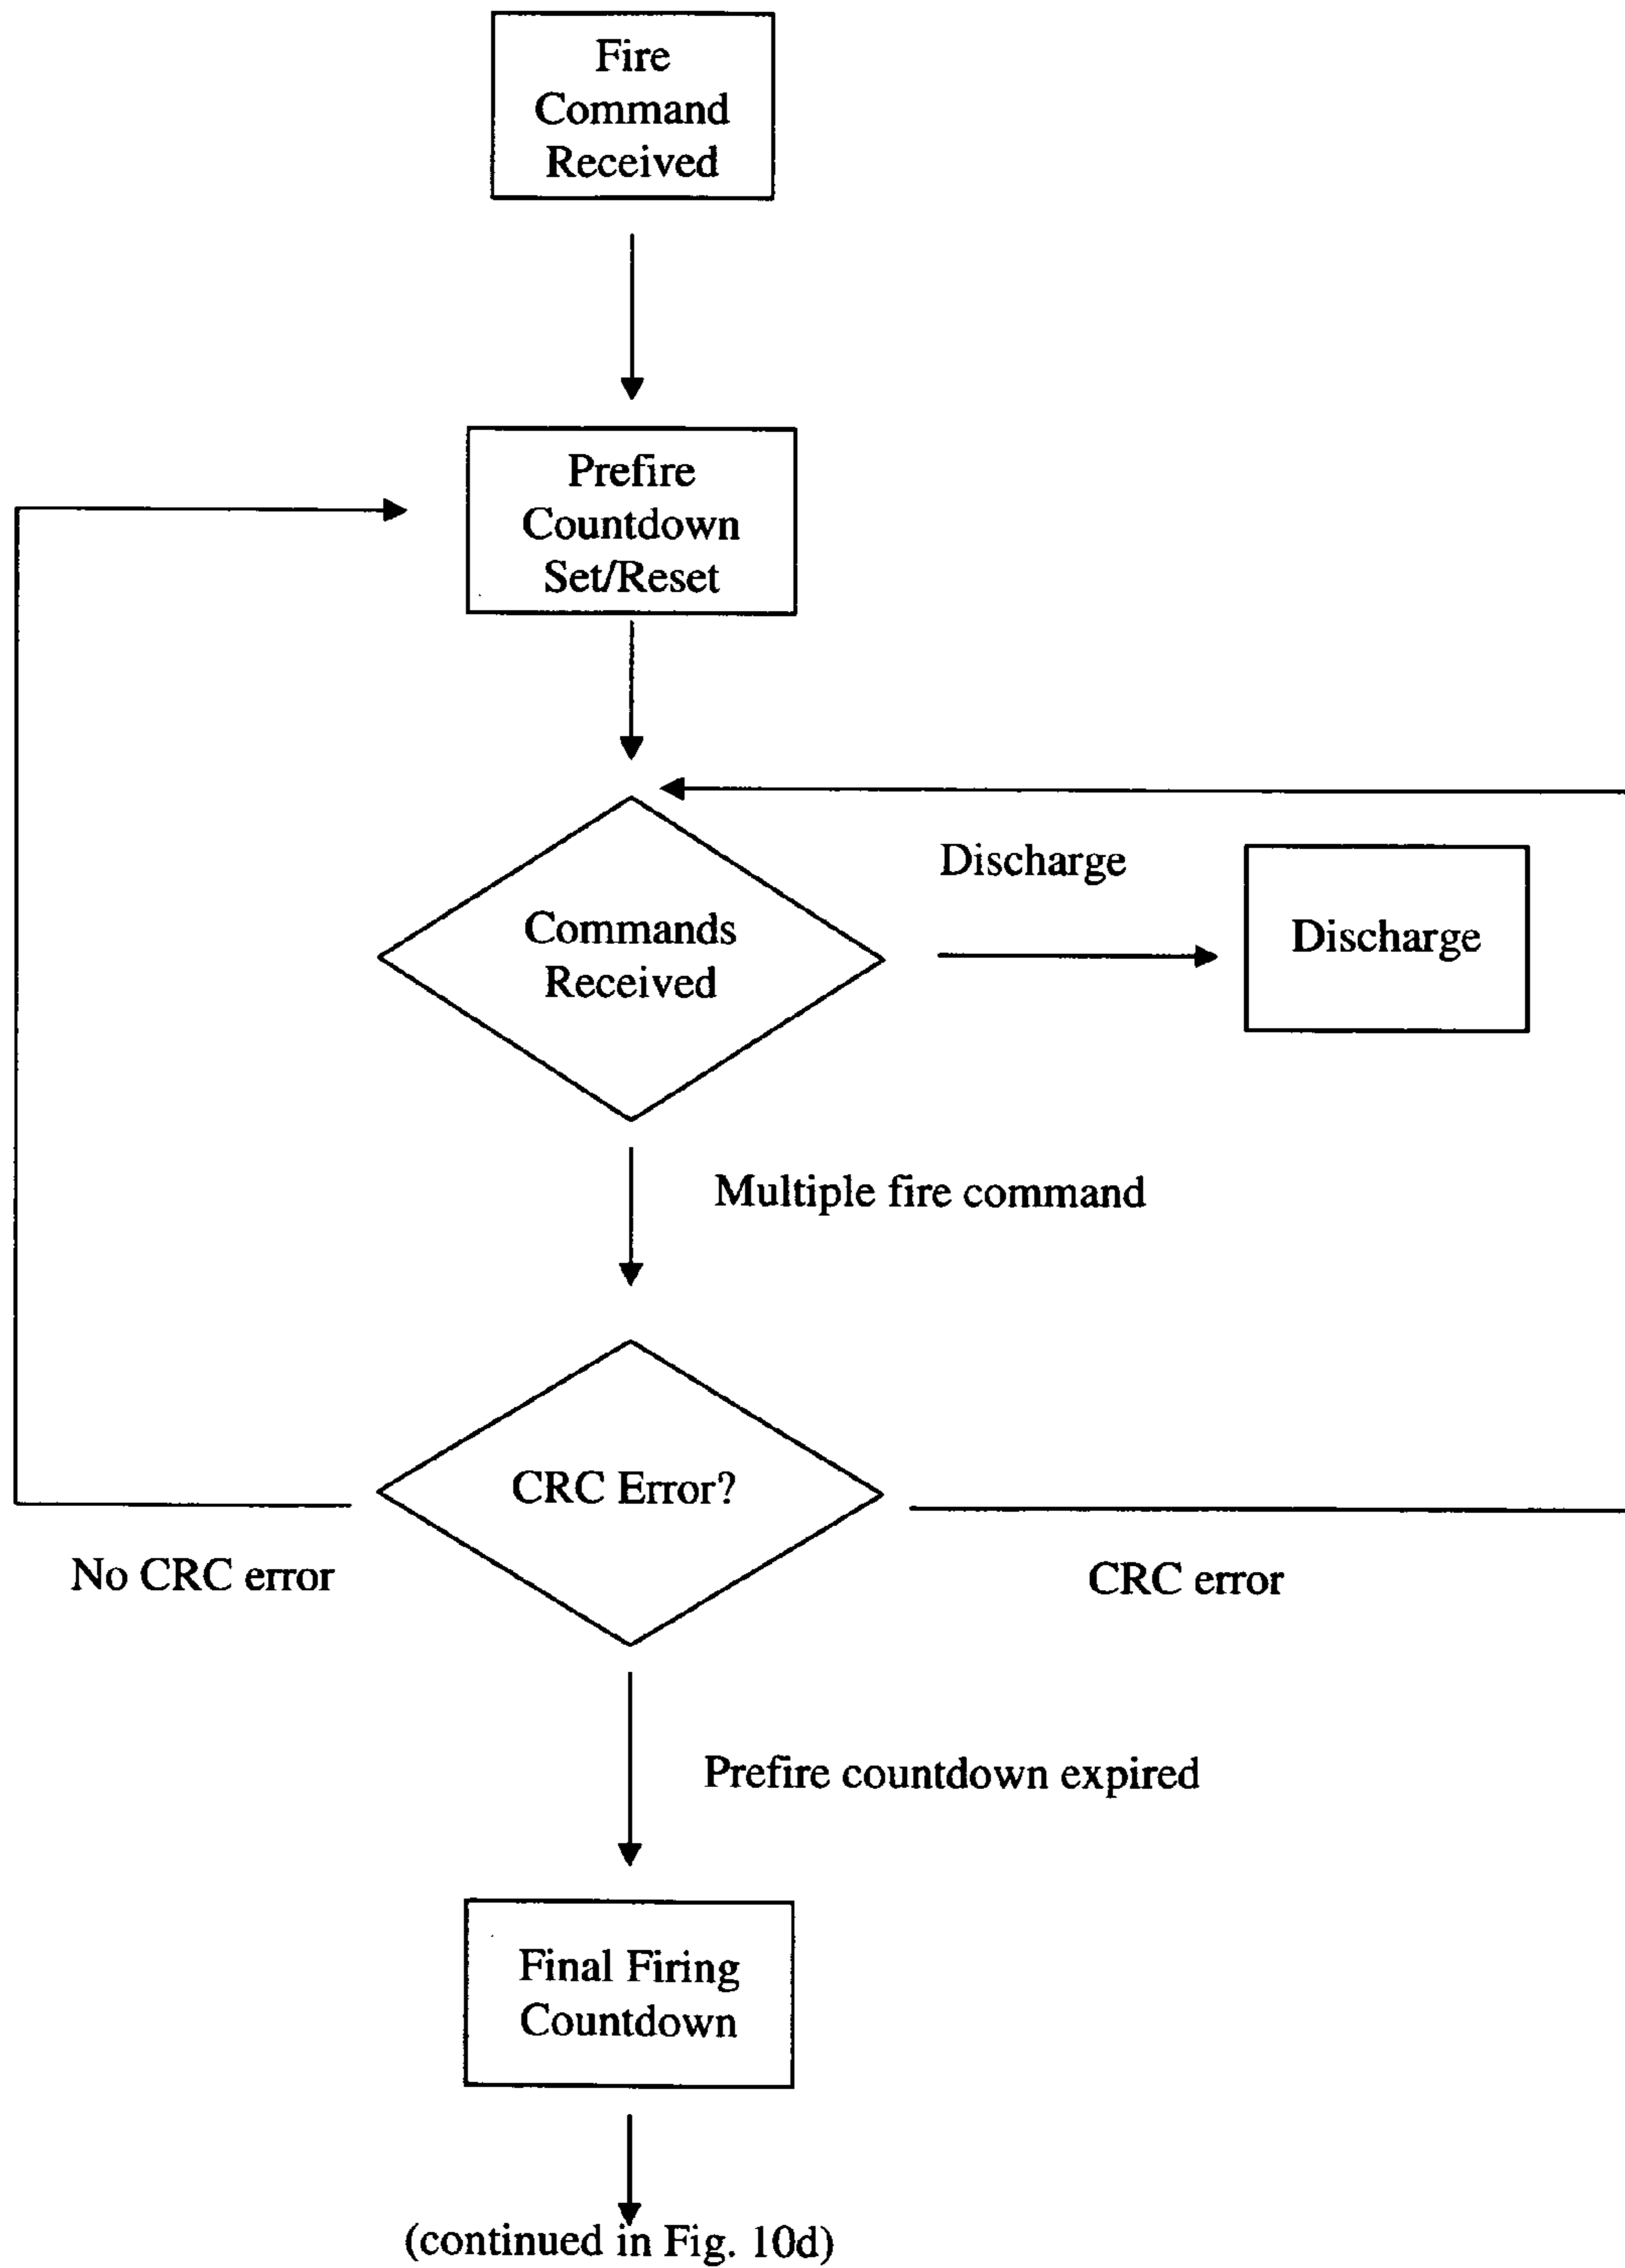 Fire
Command
Received
Prefire
Countdown
Set/Reset
Discharge
Commands
Received
Discharge
Multiple fire command
CRC Error?
No CRC error
CRC error
Prefire countdown expired
Final Firing
Countdown
(continued in Fig. 10d)